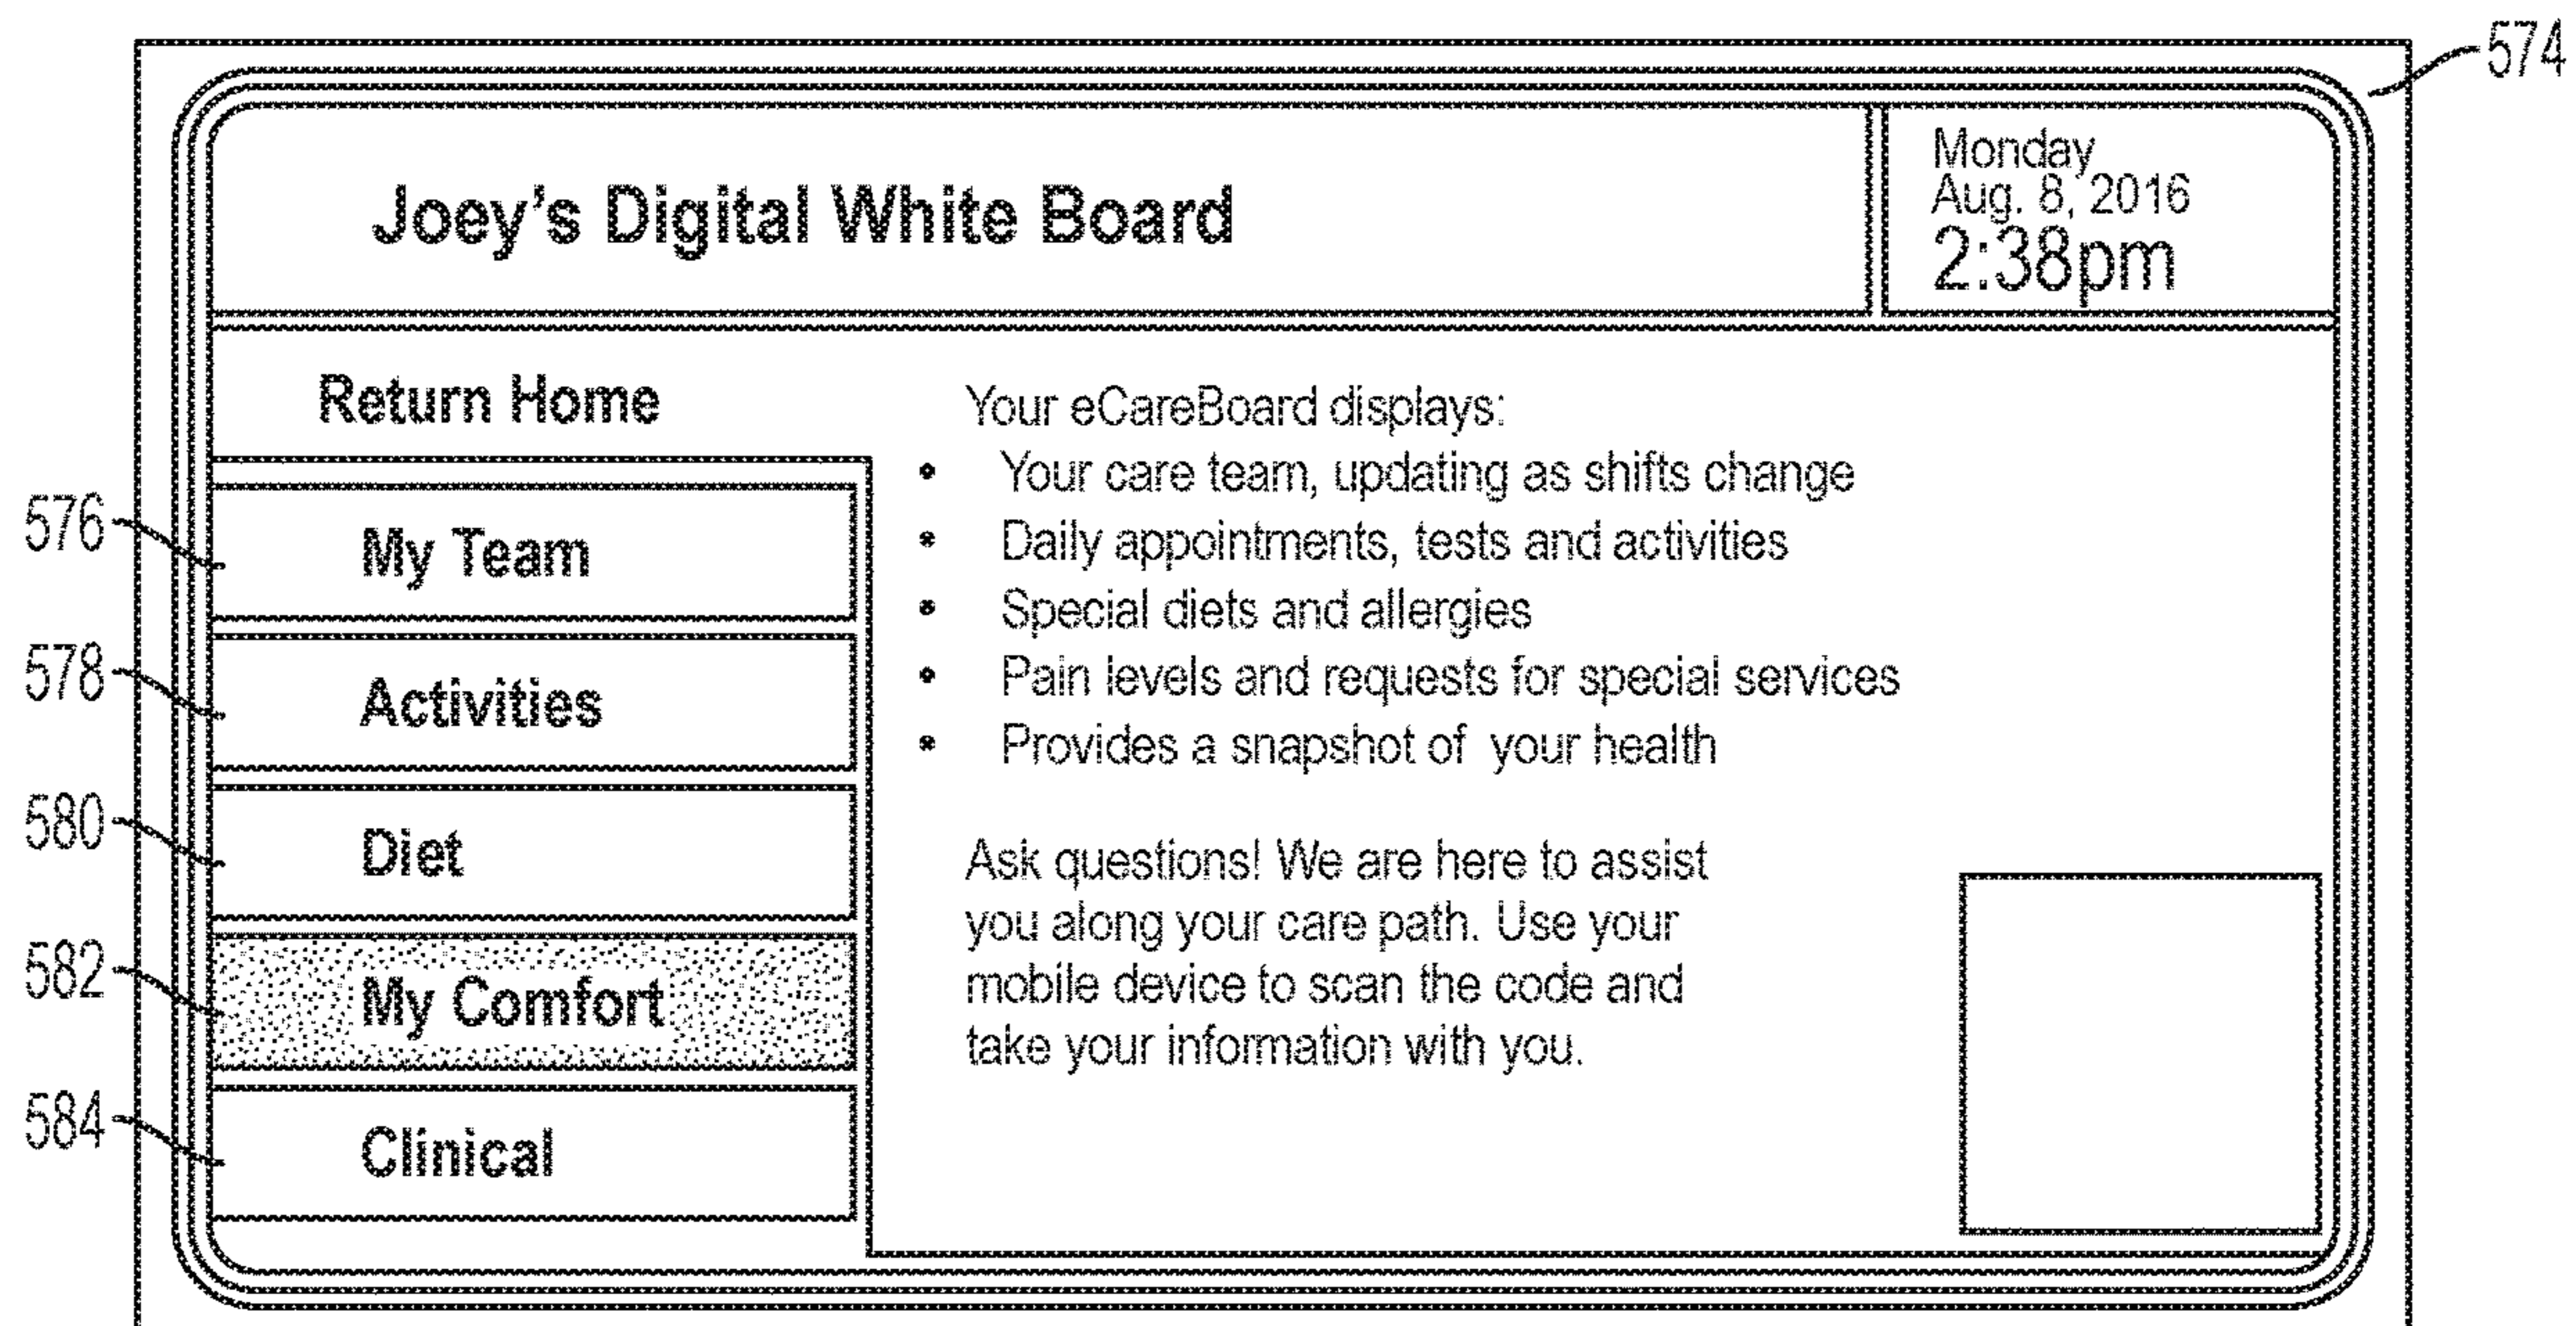 574
Joey's Digital White Board
Monday
Aug. 8, 2016
2:38pm
Return Home
576
My Team
578
Activities
580
Diet
582
My Comfort
584
Clinical
Your eCareBoard displays:
• Your care team, updating as shifts change
• Daily appointments, tests and activities
• Special diets and allergies
• Pain levels and requests for special services
• Provides a snapshot of your health
Ask questions! We are here to assist
you along your care path. Use your
mobile device to scan the code and
take your information with you.